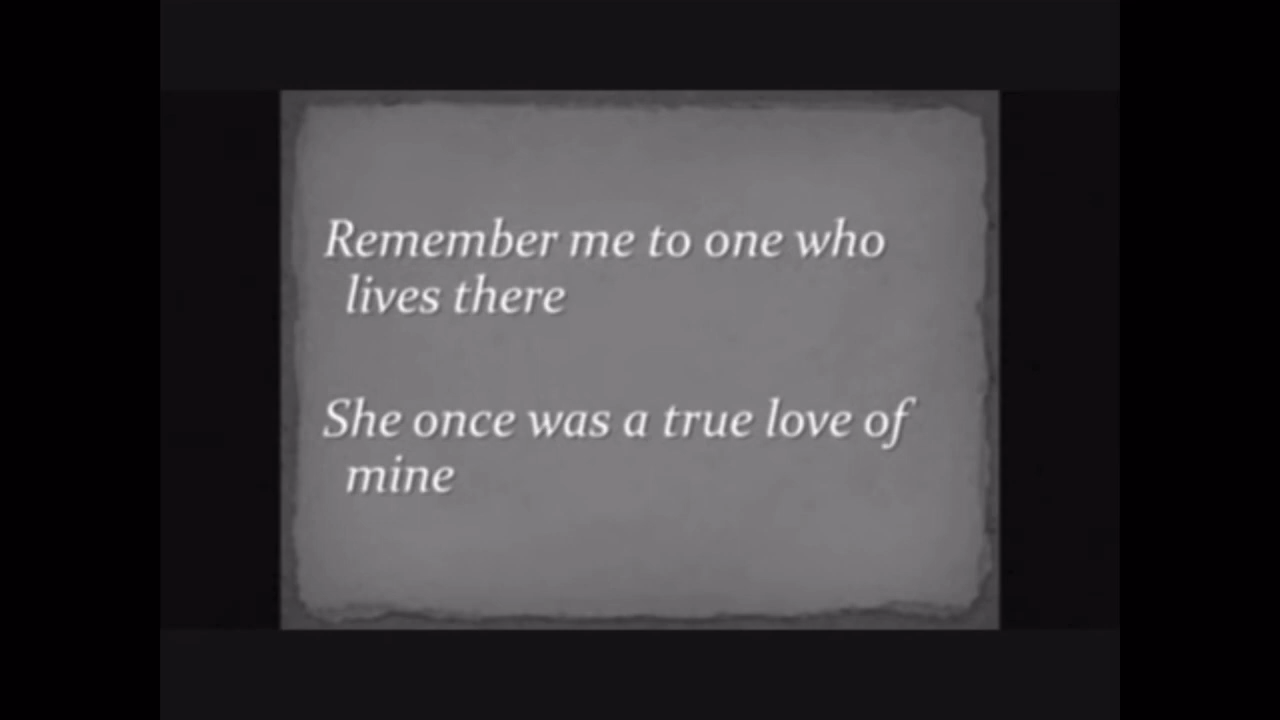 Remember me to one who
lives there
She once was a true love of
mine